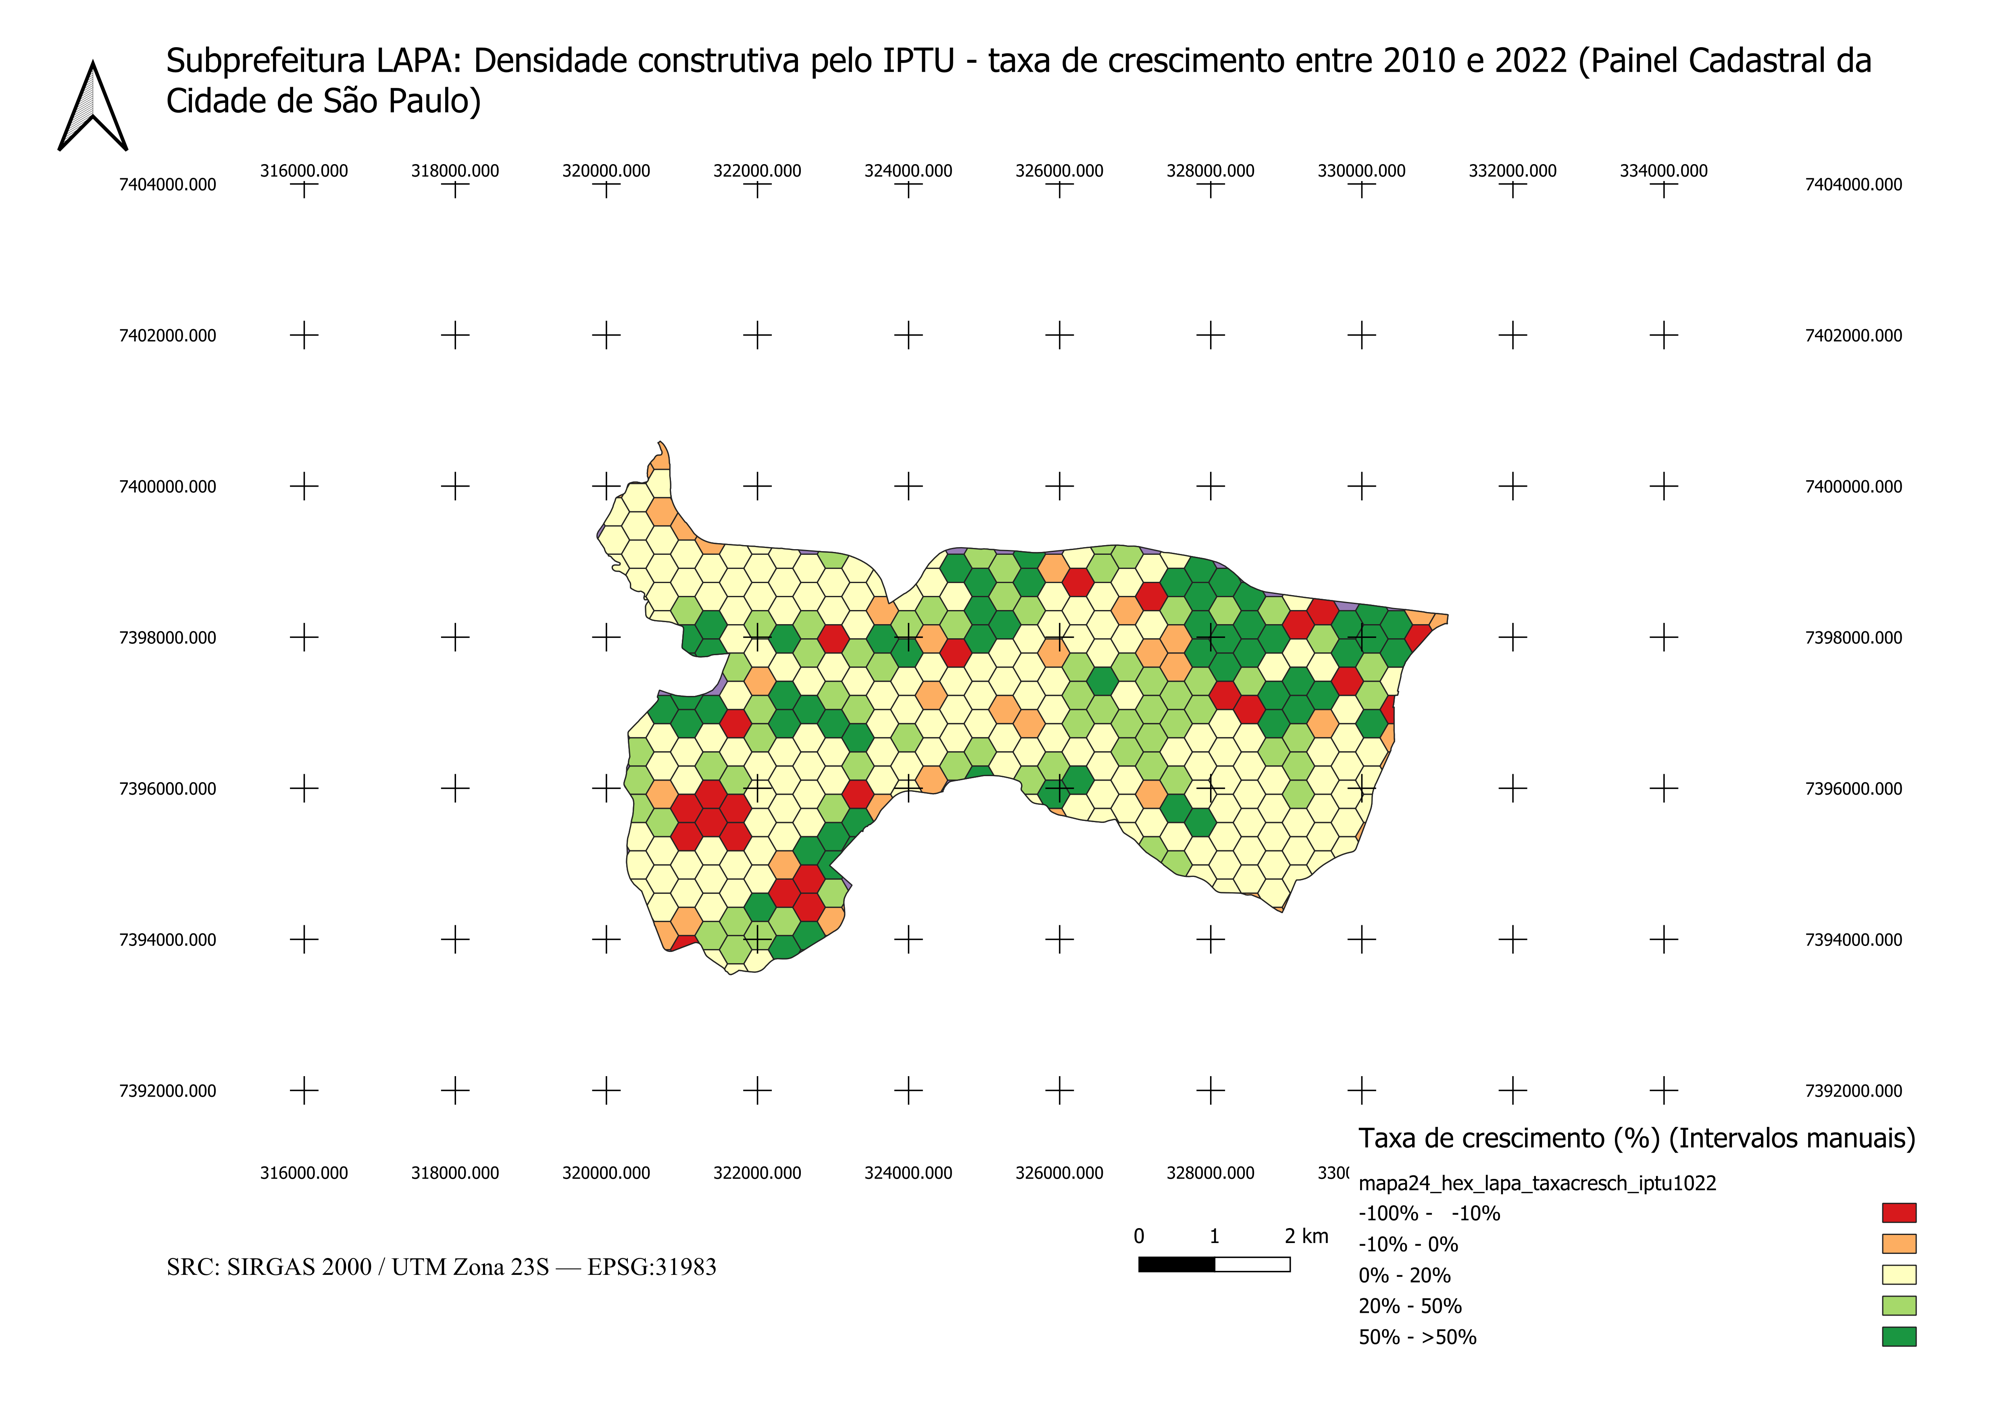 Subprefeitura LAPA: Densidade construtiva pelo IPTU - taxa de crescimento entre 2010 e 2022 (Painel Cadastral da
Cidade de São Paulo)
316000.000 318000.000 320000.000 322000.000 324000.000 326000.000 328000.000 330000.000 332000.000 334000.000
7404000.000 7404000.000
7402000.000 7402000.000
7400000.000 7400000.000
7398000.000 7398000.000
7396000.000 7396000.000
7394000.000 7394000.000
7392000.000 7392000.000
316000.000 318000.000 320000.000 322000.000 324000.000 326000.000 328000.000 3300
Taxa de crescimento (%) (Intervalos manuais)
mapa24_hex_lapa_taxacresch_iptu1022
-100% - -10%
-10% - 0%
0% - 20%
20% - 50%
50% - >50%
0 1 2 km
SRC: SIRGAS 2000 / UTM Zona 23S — EPSG:31983